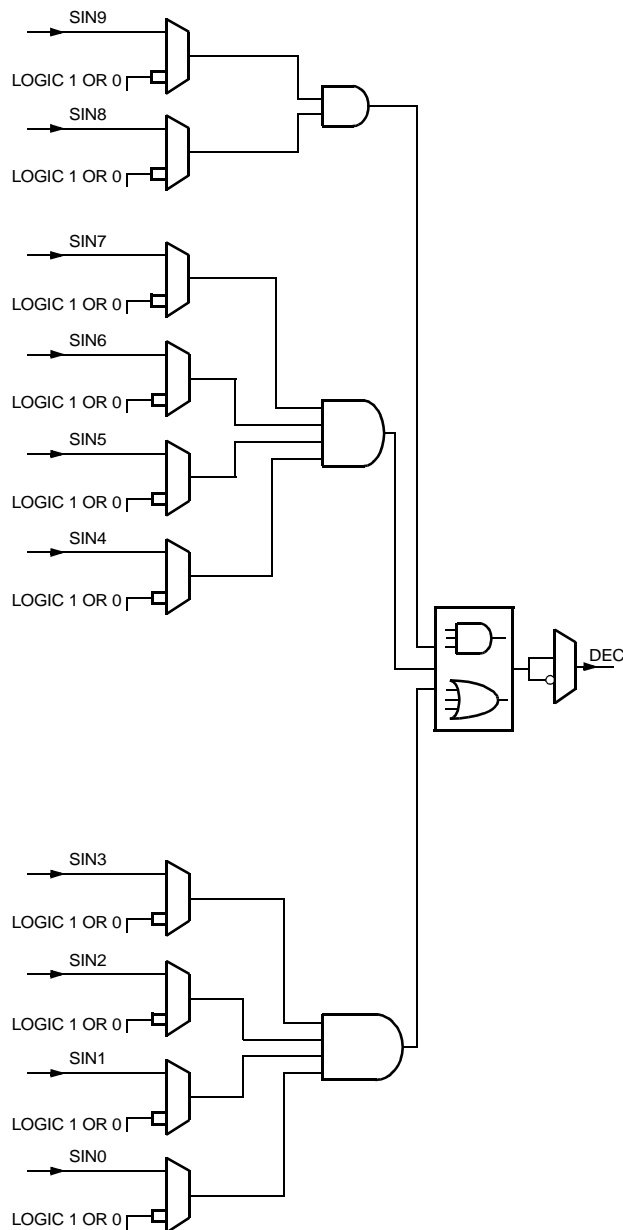 SIN9
LOGIC 1 OR 0
SIN8
LOGIC 1 OR 0
SIN7
LOGIC 1 OR 0
SIN6
LOGIC 1 OR 0
SIN5
LOGIC 1 OR 0
SIN4
LOGIC 1 OR 0
DEC
SIN3
LOGIC 1 OR 0
SIN2
LOGIC 1 OR 0
SIN1
LOGIC 1 OR 0
SIN0
LOGIC 1 OR 0